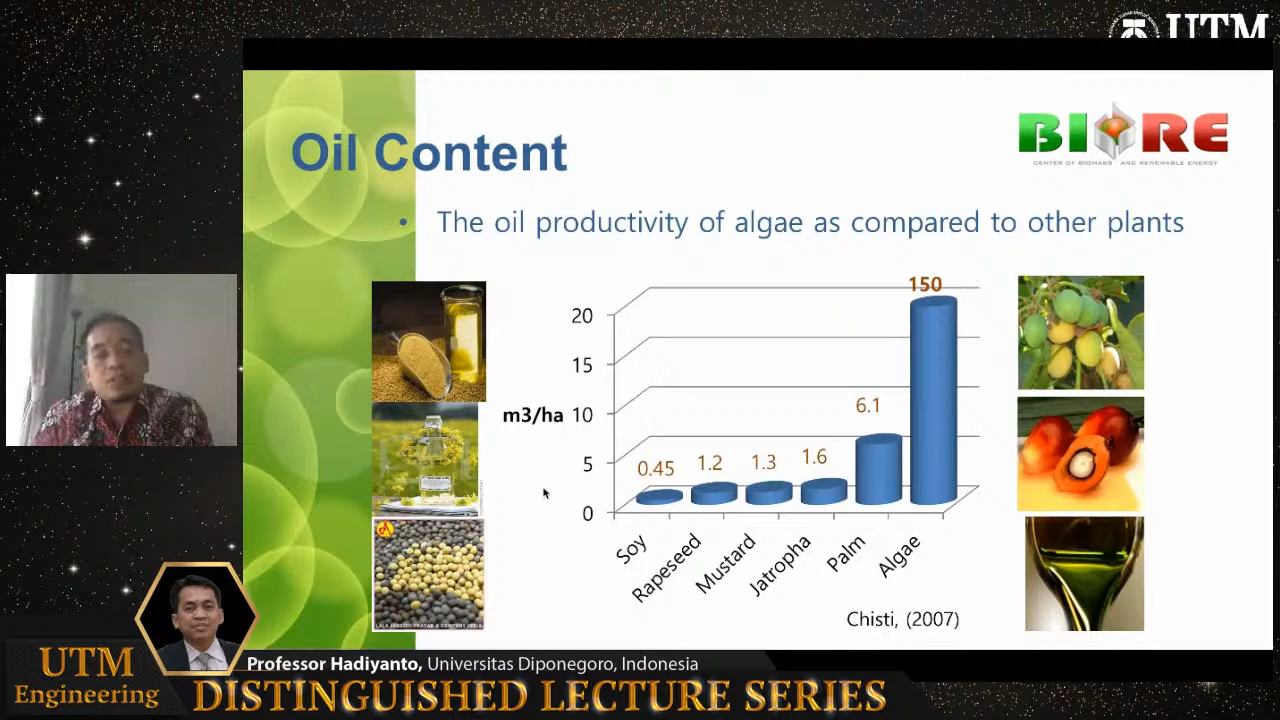 UTM
BIORE
CENTER OF BIOMASS AND RENEWABLE ENERGY
Oil Content
• The oil productivity of algae as compared to other plants
150
20
15
m3/ha 10
6.1
5
0.45 1.2 1.3 1.6
0
Soy
Rapeseed
Mustard
Jatropha
Palm
Algae
Chisti, (2007)
UTM
Engineering
Professor Hadiyanto, Universitas Diponegoro, Indonesia
DISTINGUISHED LECTURE SERIES